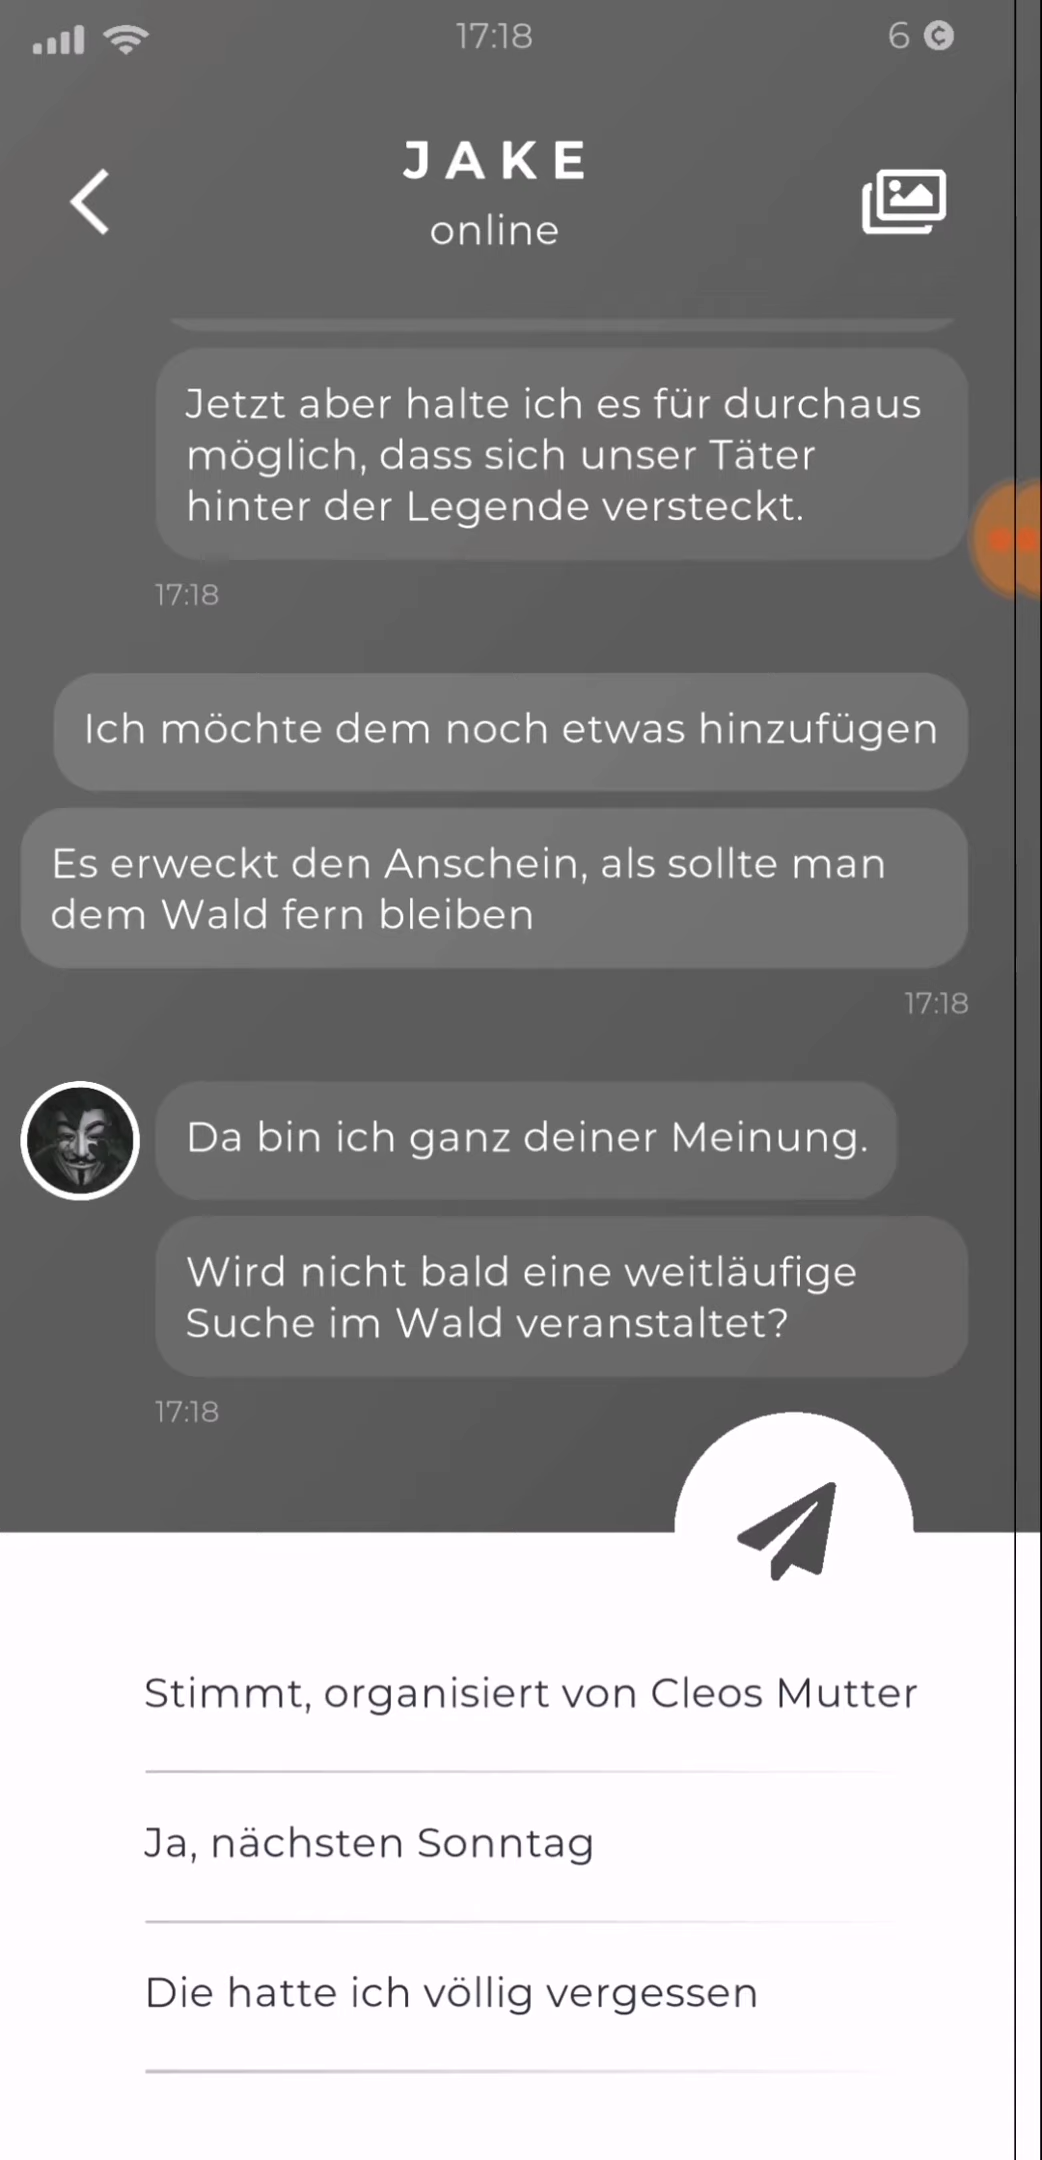 17:18
6
JAKE
online
Jetzt aber halte ich es für durchaus
möglich, dass sich unser Täter
hinter der Legende versteckt.
17:18
Ich möchte dem noch etwas hinzufügen
Es erweckt den Anschein, als sollte man
dem Wald fern bleiben
17:18
Da bin ich ganz deiner Meinung.
Wird nicht bald eine weitläufige
Suche im Wald veranstaltet?
17:18
Stimmt, organisiert von Cleos Mutter
Ja, nächsten Sonntag
Die hatte ich völlig vergessen